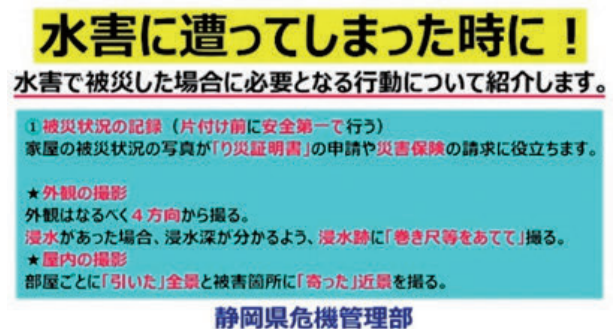 水害に遭ってしまった時に！
水害で被災した場合に必要となる行動について紹介します。
①被災状況の記録（片付け前に安全第一で行う）
家屋の被災状況の写真が「り災証明書」の申請や災害保険の請求に役立ちます。
★外観の撮影
外観はなるべく４方向から撮る。
浸水があった場合、浸水深が分かるよう、浸水跡に「巻き尺等をあてて」撮る。
★屋内の撮影
部屋ごとに「引いた」全景と被害箇所に「寄った」近景を撮る。
静岡県危機管理部